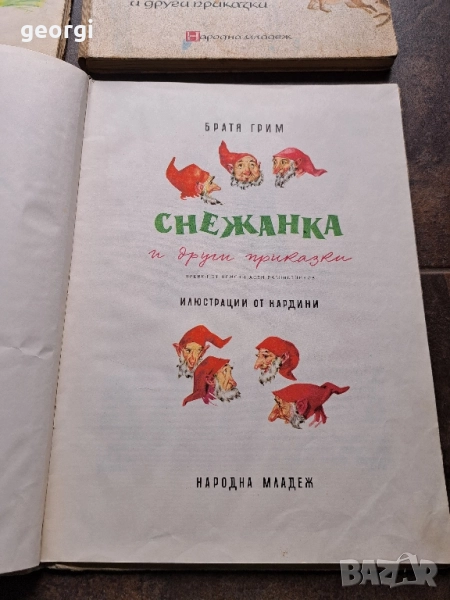 georgi
и други приказки
Народна младеж
БРАТЯ ГРИМ
СНЕЖАНКА
и други приказки
ИЛЮСТРАЦИИ ОТ НАРДИНИ
НАРОДНА МЛАДЕЖ
BAZAR